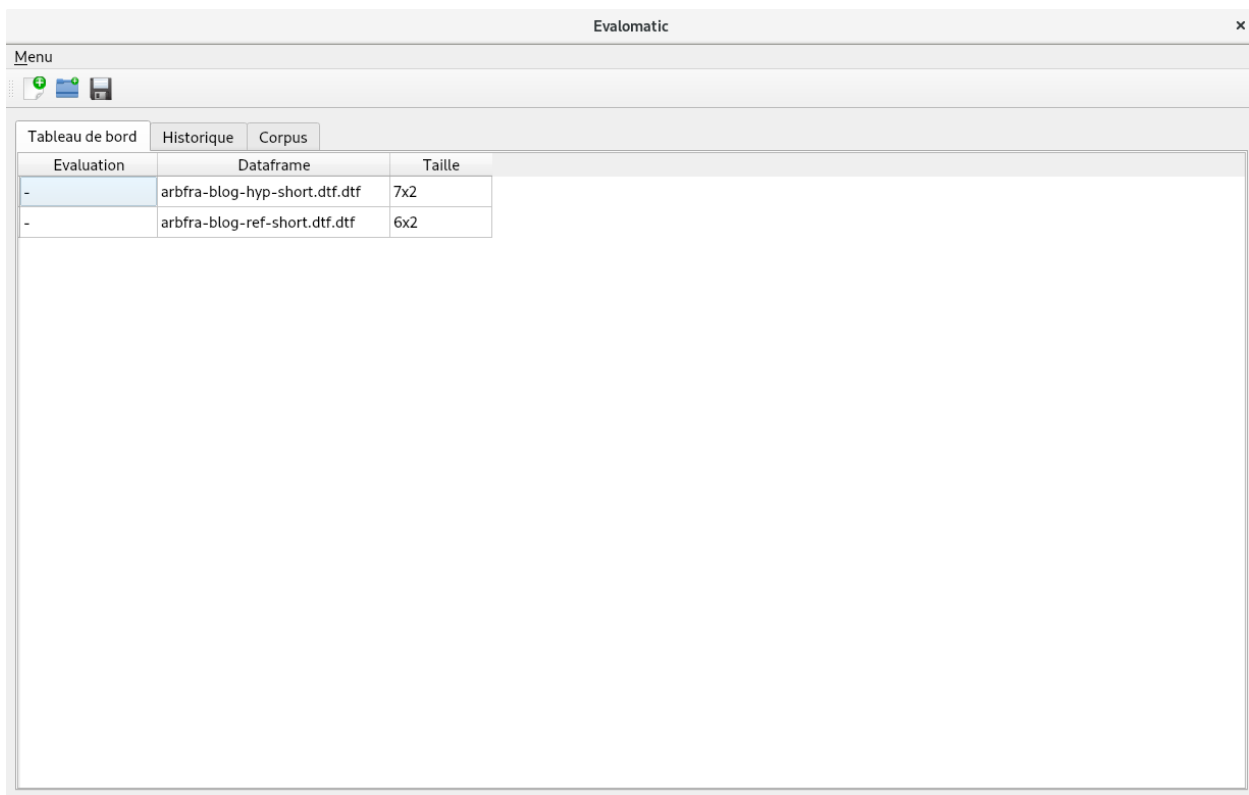 Evalomatic ×
Menu
Tableau de bord Historique Corpus
Evaluation Dataframe Taille
- arbfra-blog-hyp-short.dtf.dtf 7x2
- arbfra-blog-ref-short.dtf.dtf 6x2